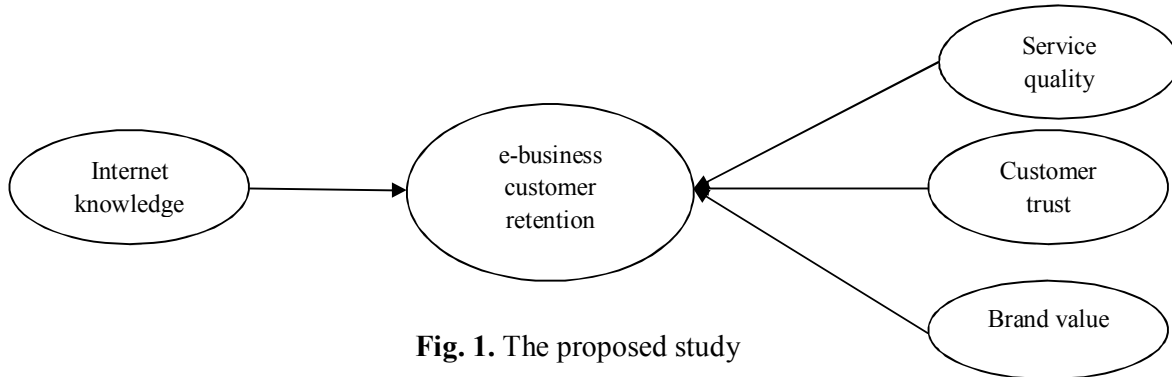 Service
quality
Internet
knowledge
e-business
customer
retention
Customer
trust
Brand value
Fig. 1. The proposed study